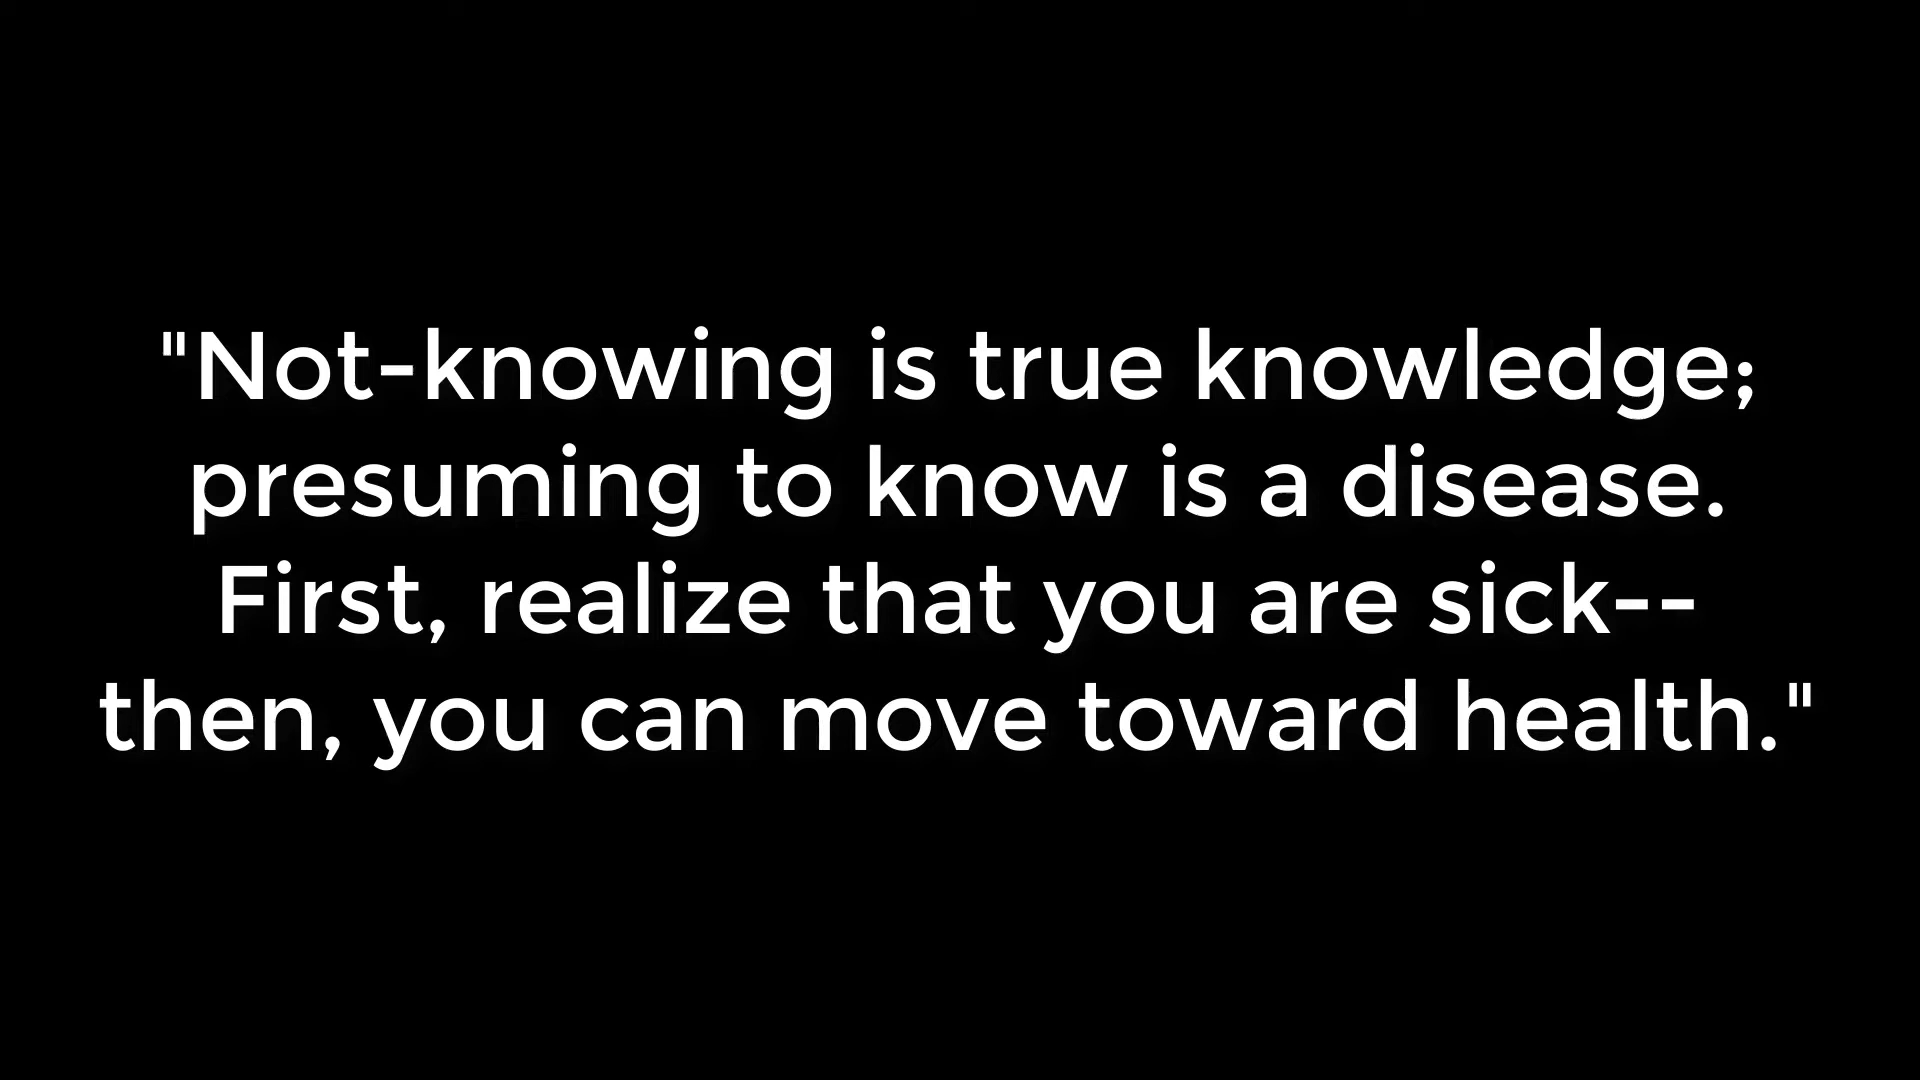 "Not-knowing is true knowledge;
presuming to know is a disease.
First, realize that you are sick--
then, you can move toward health."